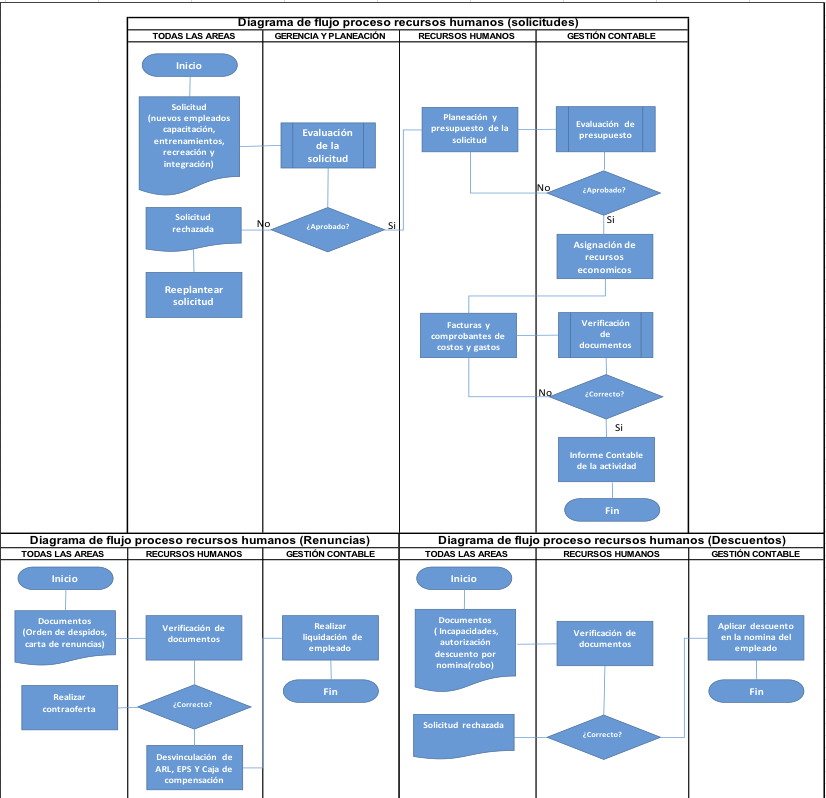 Diagrama de flujo proceso recursos humanos (solicitudes)
TODAS LAS AREAS
GERENCIA Y PLANEACIÓN
RECURSOS HUMANOS
GESTIÓN CONTABLE
Inicio
Solicitud
(nuevos empleados
capacitación,
entrenamientos,
recreación y
integración)
Evaluación
de la
solicitud
Planeación y
presupuesto de la
solicitud
Evaluación de
presupuesto
No
¿Aprobado?
Si
Solicitud
rechazada
No
¿Aprobado?
Si
Asignación de
recursos
economicos
Reeplantear
solicitud
Facturas y
comprobantes de
costos y gastos
Verificación
de
documentos
No
¿Correcto?
Si
Informe Contable
de la actividad
Fin
Diagrama de flujo proceso recursos humanos (Renuncias)
TODAS LAS AREAS
RECURSOS HUMANOS
GESTIÓN CONTABLE
Inicio
Documentos
(Orden de despidos,
carta de renuncias)
Verificación de
documentos
Realizar
liquidación de
empleado
Fin
Realizar
contraoferta
¿Correcto?
Desvinculación de
ARL, EPS Y Caja de
compensación
Diagrama de flujo proceso recursos humanos (Descuentos)
TODAS LAS AREAS
RECURSOS HUMANOS
GESTIÓN CONTABLE
Inicio
Documentos
( Incapacidades,
autorización
descuento por
nomina(robo)
Verificación de
documentos
Aplicar descuento
en la nomina del
empleado
Fin
Solicitud rechazada
¿Correcto?